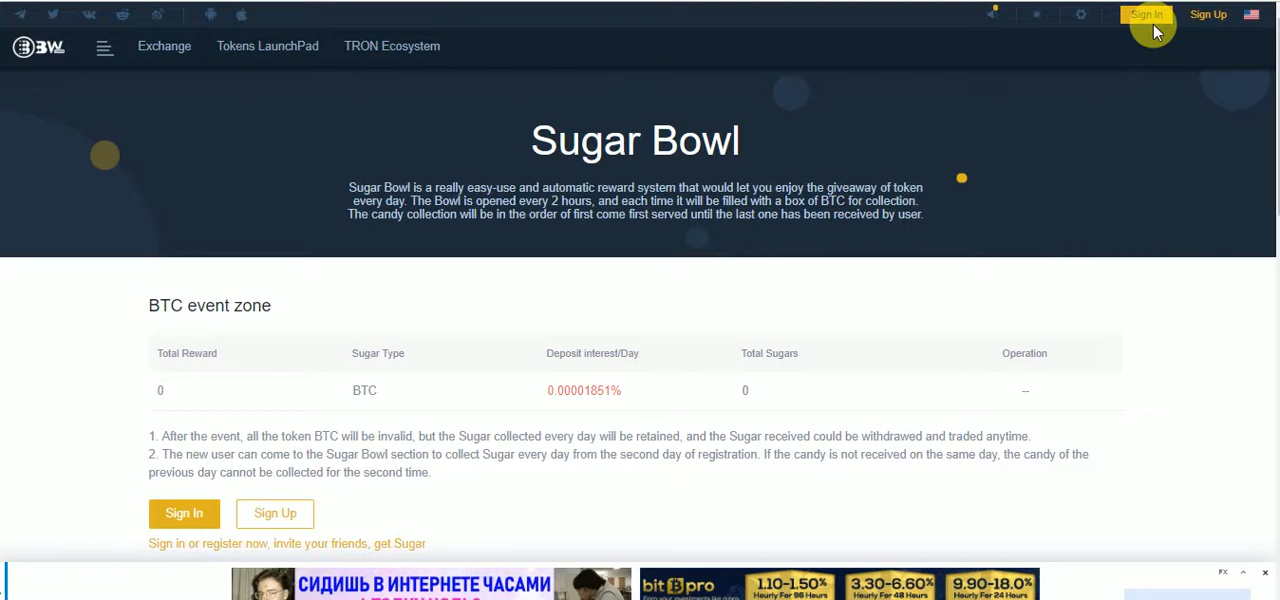 Sign In
Sign Up
BW
Exchange
Tokens LaunchPad
TRON Ecosystem
Sugar Bowl
Sugar Bowl is a really easy-use and automatic reward system that would let you enjoy the giveaway of token
every day. The Bowl is opened every 2 hours, and each time it will be filled with a box of BTC for collection.
The candy collection will be in the order of first come first served until the last one has been received by user.
BTC event zone
Total Reward
Sugar Type
Deposit interest/Day
Total Sugars
Operation
0
BTC
0.00001851%
0
--
1. After the event, all the token BTC will be invalid, but the Sugar collected every day will be retained, and the Sugar received could be withdrawn and traded anytime.
2. The new user can come to the Sugar Bowl section to collect Sugar every day from the second day of registration. If the candy is not received on the same day, the candy of the
previous day cannot be collected for the second time.
Sign In
Sign Up
Sign in or register now, invite your friends, get Sugar
СИДИШЬ В ИНТЕРНЕТЕ ЧАСАМИ
bit pro
1.10-1.50%
Hourly For 96 Hours
3.30-6.60%
Hourly For 48 Hours
9.90-18.0%
Hourly For 24 Hours
FX